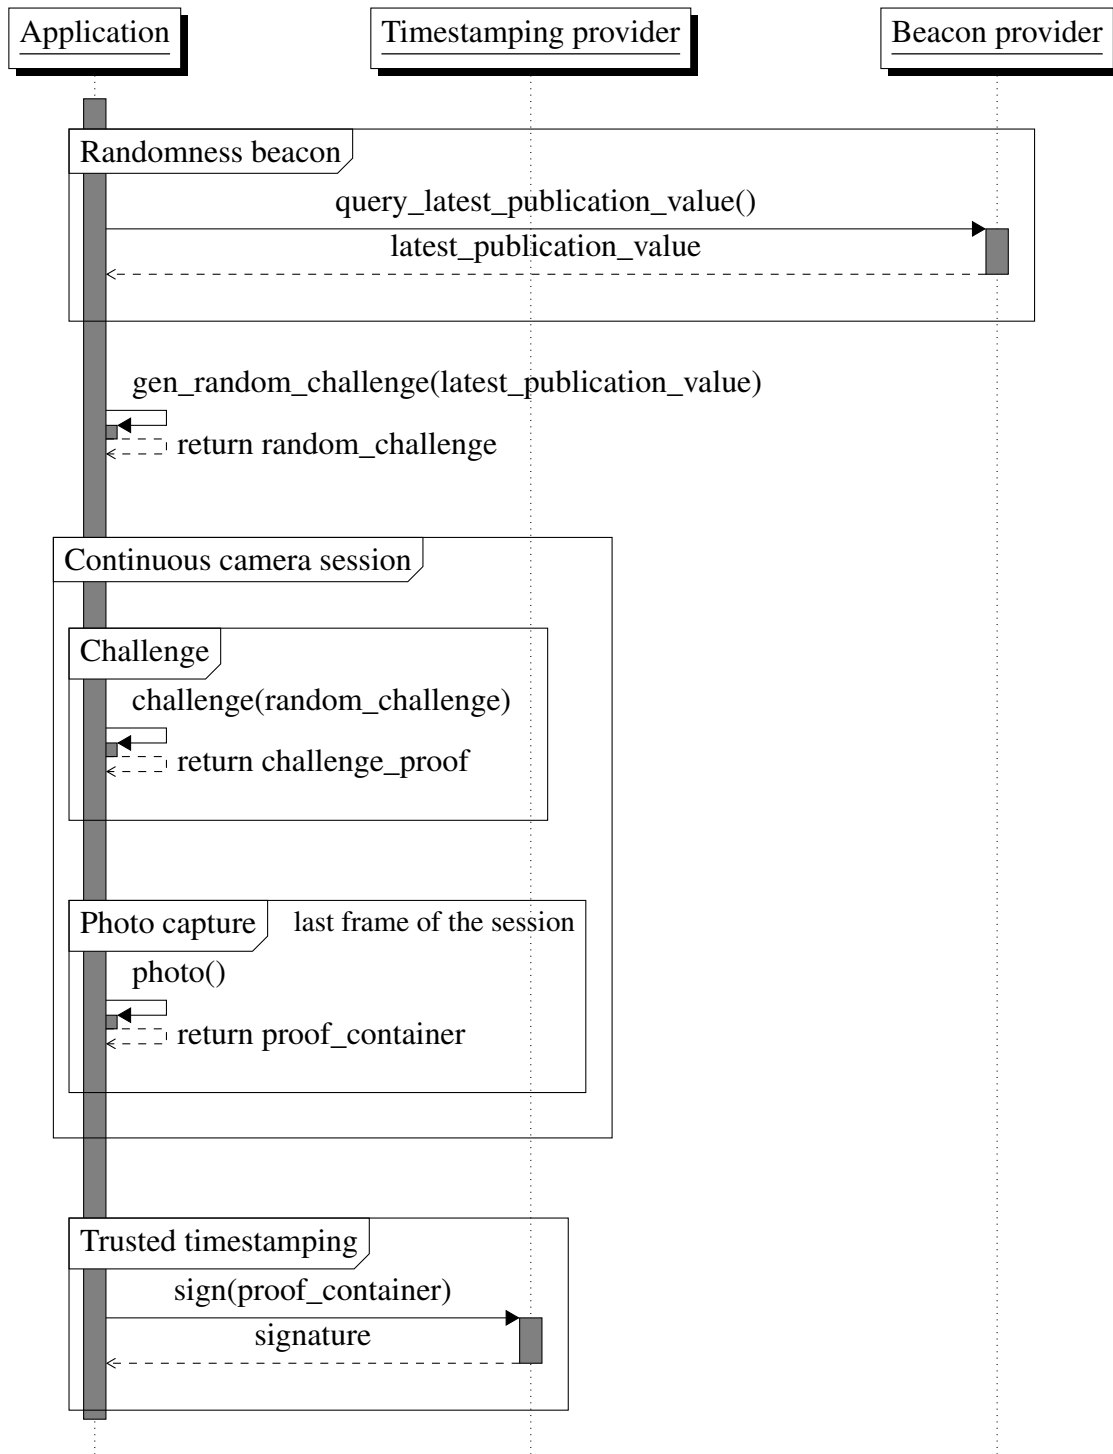 Application
Timestamping provider
Beacon provider
Randomness beacon
query_latest_publication_value()
latest_publication_value
gen_random_challenge(latest_publication_value)
return random_challenge
Continuous camera session
Challenge
challenge(random_challenge)
return challenge_proof
Photo capture
last frame of the session
photo()
return proof_container
Trusted timestamping
sign(proof_container)
signature